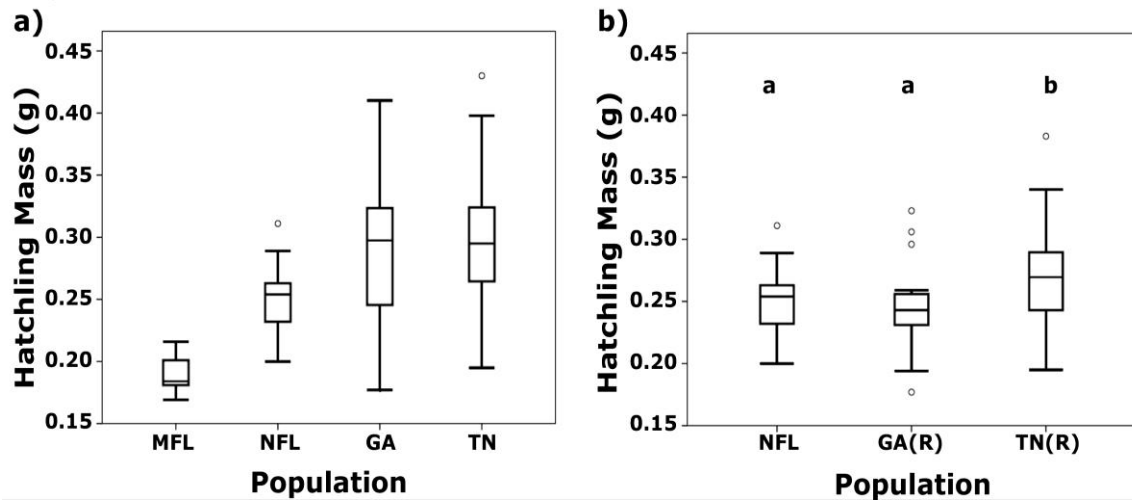 a)
Hatchling Mass (g)
0.45
0.40
0.35
0.30
0.25
0.20
0.15
MFL NFL GA TN
Population
b)
Hatchling Mass (g)
0.45
0.40
0.35
0.30
0.25
0.20
0.15
a a b
NFL GA(R) TN(R)
Population